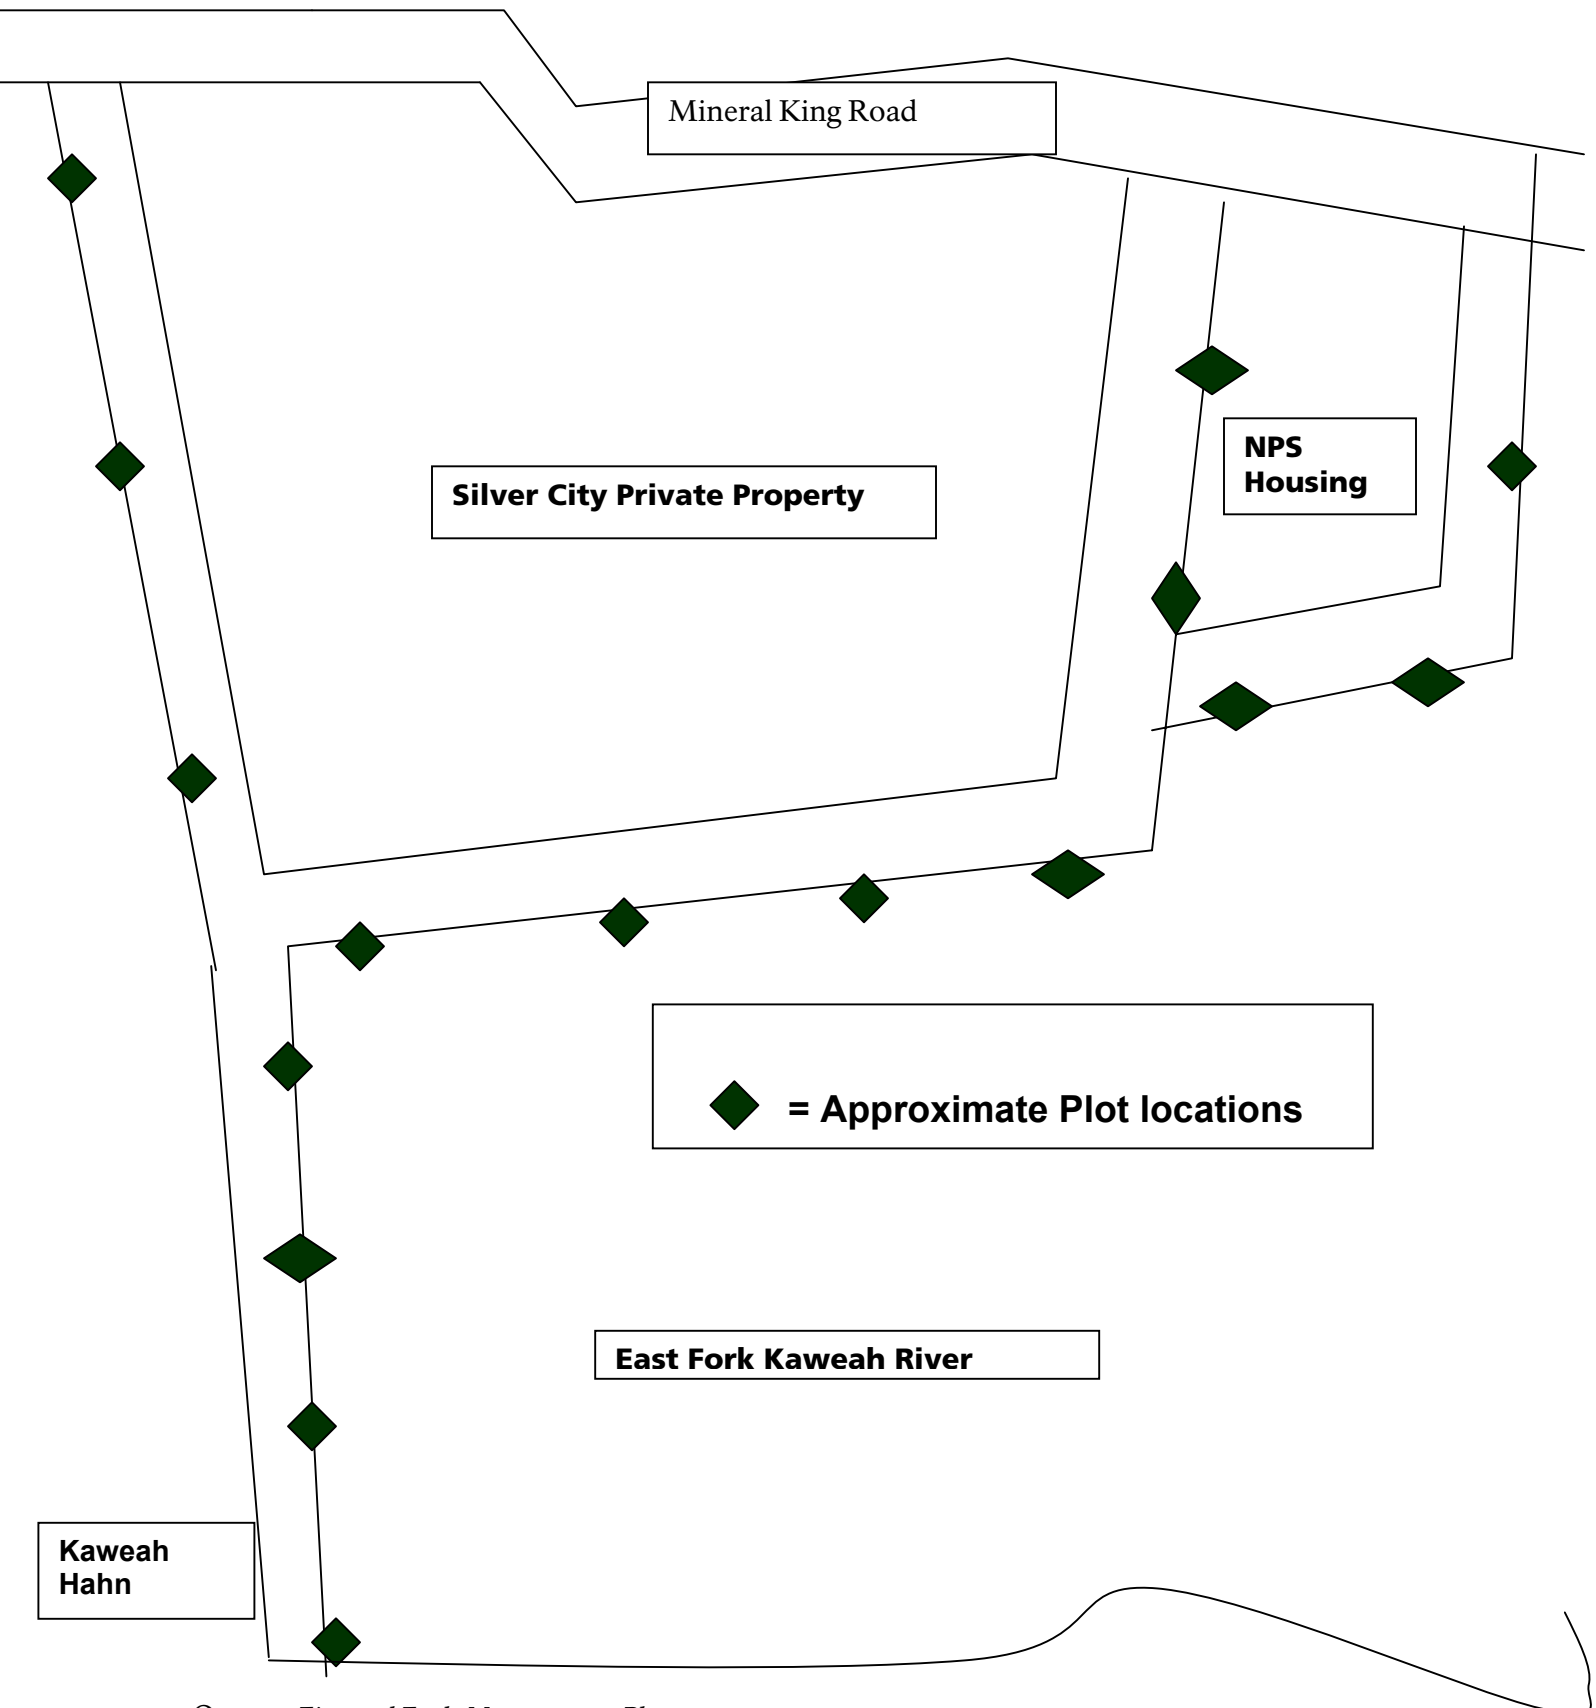 Mineral King Road
NPS
Housing
Silver City Private Property
= Approximate Plot locations
East Fork Kaweah River
Kaweah
Hahn